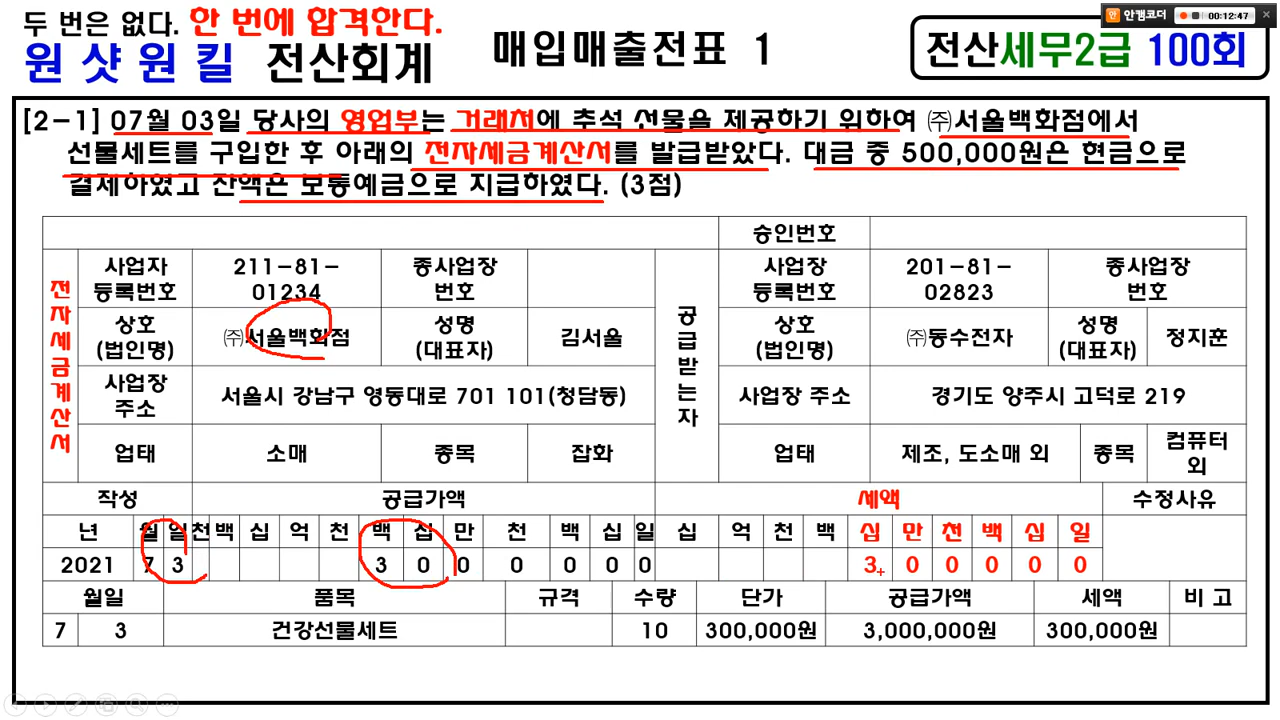 두 번은 없다. 한 번에 합격한다.
원 샷 원 킬 전산회계
매입매출전표 1
안캠코더 00:12:47
전산세무2급 100회
[2-1] 07월 03일 당사의 영업부는 거래처에 추석 선물을 제공하기 위하여 ㈜서울백화점에서
선물세트를 구입한 후 아래의 전자세금계산서를 발급받았다. 대금 중 500,000원은 현금으로
결제하였고 잔액은 보통예금으로 지급하였다. (3점)
승인번호
전자세금계산서
사업자 등록번호 211-81-01234 종사업장 번호
공급받는자
사업장 등록번호 201-81-02823 종사업장 번호
상호 (법인명) ㈜서울백화점 성명 (대표자) 김서울 상호 (법인명) ㈜동수전자 성명 (대표자) 정지훈
사업장 주소 서울시 강남구 영동대로 701 101(청담동) 사업장 주소 경기도 양주시 고덕로 219
업태 소매 종목 잡화 업태 제조, 도소매 외 종목 컴퓨터 외
작성 공급가액 세액 수정사유
년 월 일 천 백 십 억 천 백 십 만 천 백 십 일 십 억 천 백 십 만 천 백 십 일
2021 7 3 3 0 0 0 0 0 0 3 0 0 0 0 0
월일 품목 규격 수량 단가 공급가액 세액 비 고
7 3 건강선물세트 10 300,000원 3,000,000원 300,000원